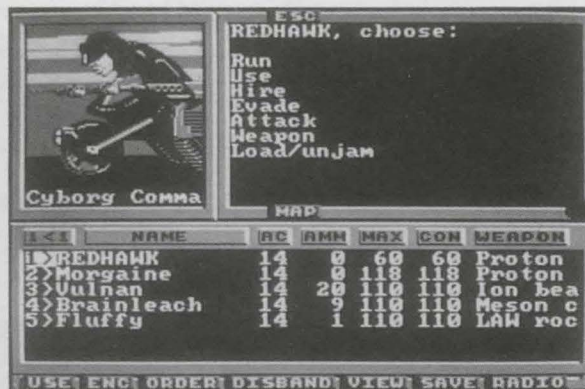 ESC
REDHAWK, choose:
Run
Use
Hire
Evade
Attack
Weapon
Load/unjam
Cyborg Comma
MAP
1<1 NAME AC AMN MAX CON WEAPON
1>REDHAWK 14 0 60 60 Proton
2>Morgaine 14 0 118 118 Proton
3>Vulnan 14 20 110 110 Ion bea
4>Brainleach 14 9 110 110 Meson c
5>Fluffy 14 1 110 110 LAW roc
USE ENC ORDER DISBAND VIEW SAVE RADIO